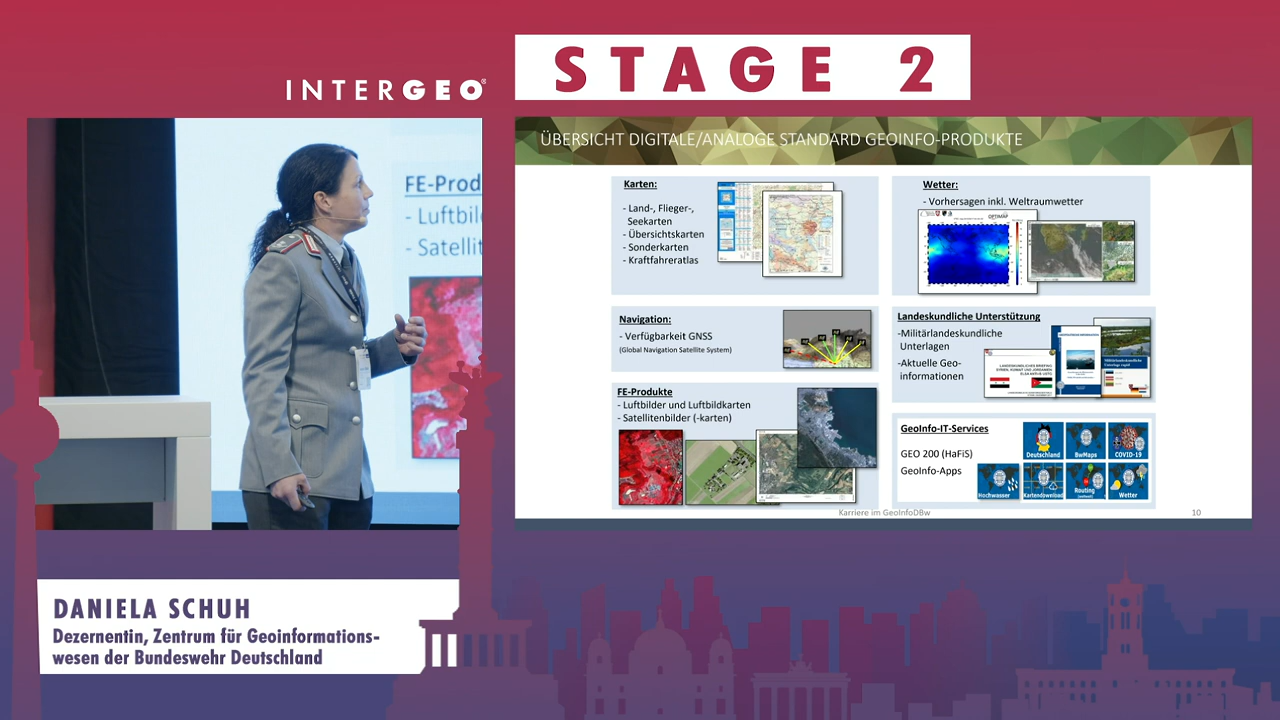 STAGE 2
INTERGEO®
ÜBERSICHT DIGITALE/ANALOGE STANDARD GEOINFO-PRODUKTE
FE-Prod
- Luftbil
- Satellit
Karten:
- Land-, Flieger-,
Seekarten
- Übersichtskarten
- Sonderkarten
- Kraftfahreratlas
Wetter:
- Vorhersagen inkl. Weltraumwetter
Navigation:
- Verfügbarkeit GNSS
(Global Navigation Satellite System)
Landeskundliche Unterstützung
-Militärlandeskundliche
Unterlagen
-Aktuelle Geo-
informationen
FE-Produkte
- Luftbilder und Luftbildkarten
- Satellitenbilder (-karten)
GeoInfo-IT-Services
GEO 200 (HaFiS)
GeoInfo-Apps
Deutschland
BwMaps
COVID-19
Hochwasser
Kartendownload
Routing
Wetter
Karriere im GeoInfoDBw
10
DANIELA SCHUH
Dezernentin, Zentrum für Geoinformations-
wesen der Bundeswehr Deutschland